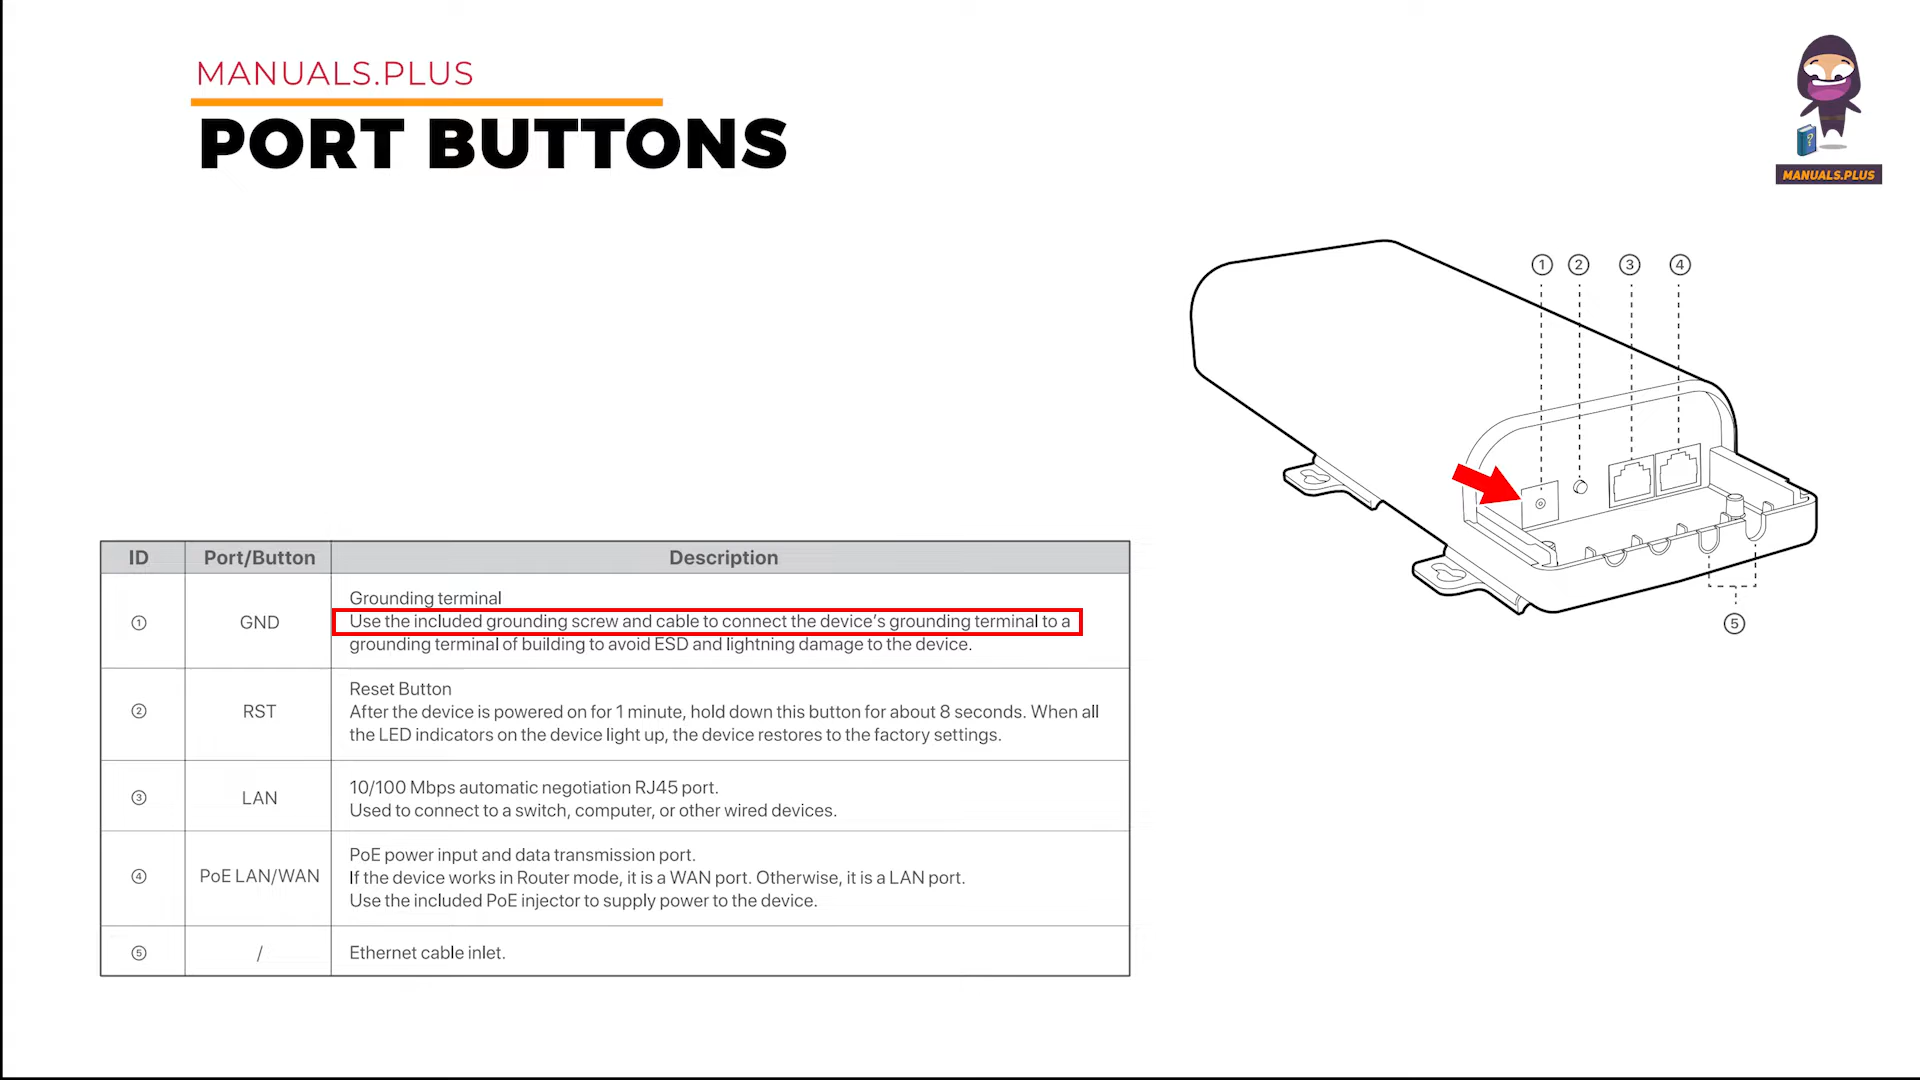 MANUALS.PLUS
PORT BUTTONS
?
MANUALS.PLUS
① ② ③ ④
⑤
ID Port/Button Description
① GND Grounding terminal
Use the included grounding screw and cable to connect the device's grounding terminal to a
grounding terminal of building to avoid ESD and lightning damage to the device.
② RST Reset Button
After the device is powered on for 1 minute, hold down this button for about 8 seconds. When all
the LED indicators on the device light up, the device restores to the factory settings.
③ LAN 10/100 Mbps automatic negotiation RJ45 port.
Used to connect to a switch, computer, or other wired devices.
④ PoE LAN/WAN PoE power input and data transmission port.
If the device works in Router mode, it is a WAN port. Otherwise, it is a LAN port.
Use the included PoE injector to supply power to the device.
⑤ / Ethernet cable inlet.